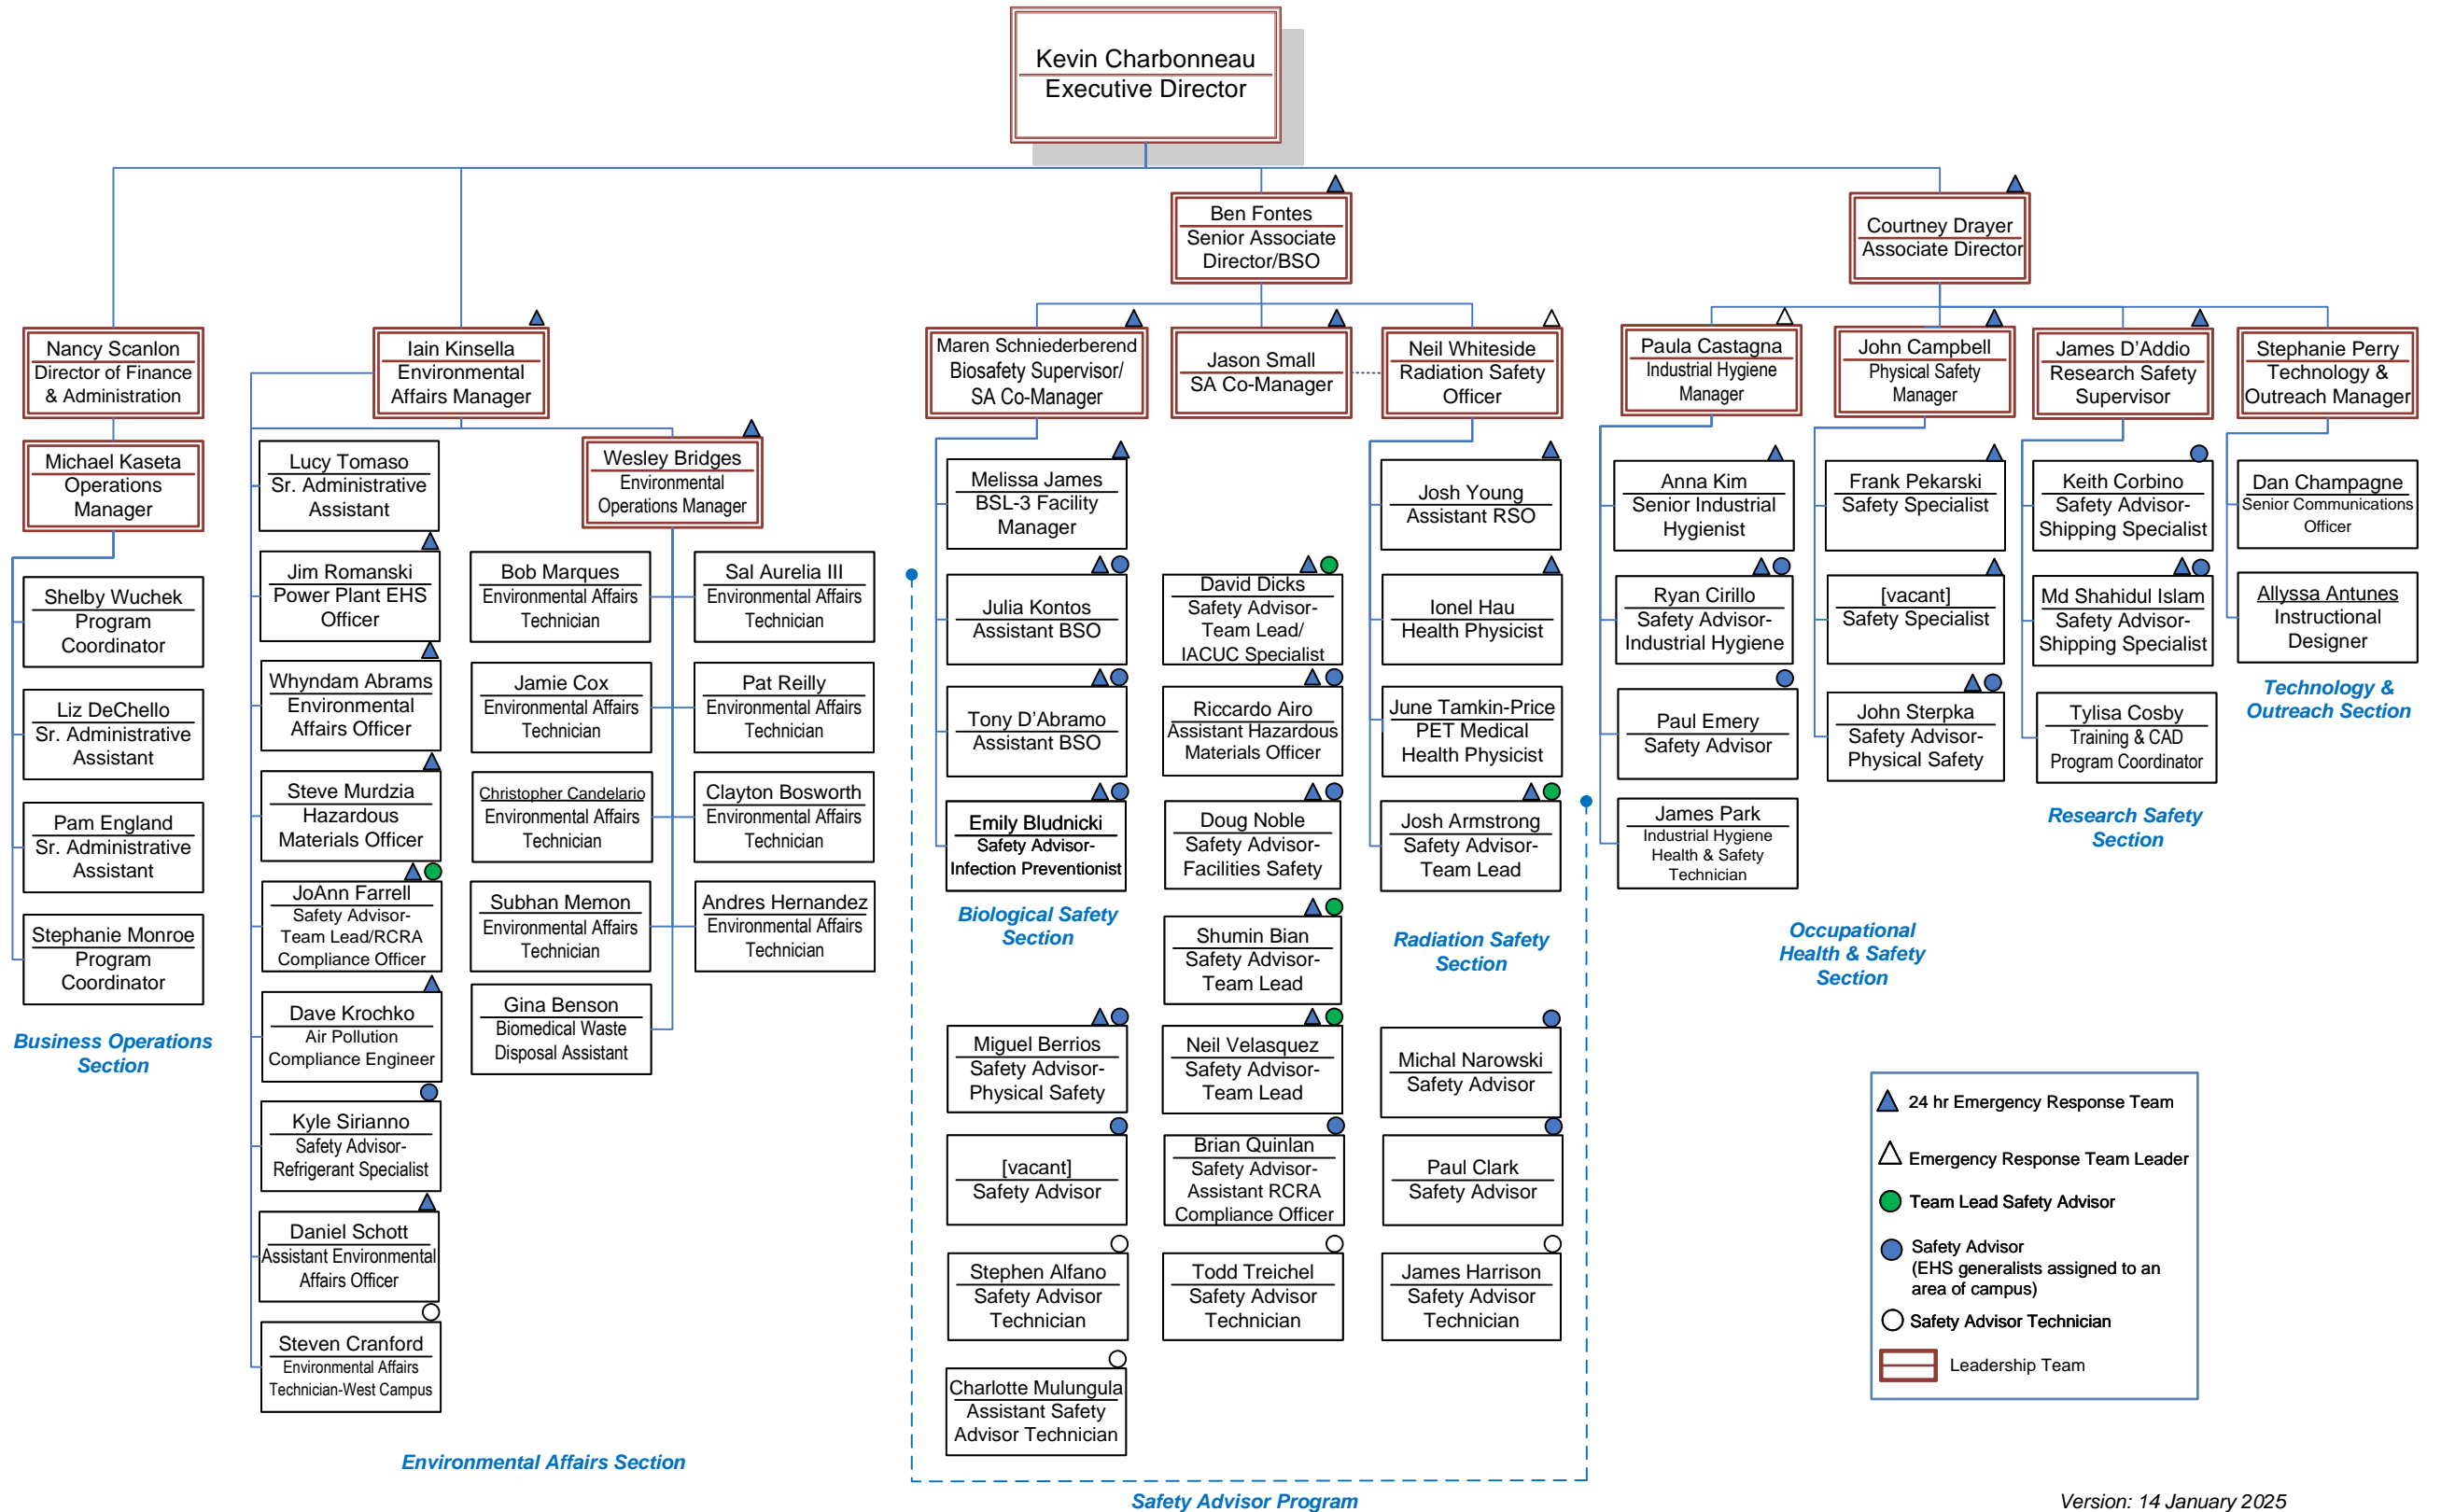 Kevin Charbonneau
Executive Director
Ben Fontes
Senior Associate
Director/BSO
Courtney Drayer
Associate Director
Nancy Scanlon
Director of Finance
& Administration
Iain Kinsella
Environmental
Affairs Manager
Maren Schniederberend
Biosafety Supervisor/
SA Co-Manager
Jason Small
SA Co-Manager
Neil Whiteside
Radiation Safety
Officer
Paula Castagna
Industrial Hygiene
Manager
John Campbell
Physical Safety
Manager
James D'Addio
Research Safety
Supervisor
Stephanie Perry
Technology &
Outreach Manager
Michael Kaseta
Operations
Manager
Shelby Wuchek
Program
Coordinator
Liz DeChello
Sr. Administrative
Assistant
Pam England
Sr. Administrative
Assistant
Stephanie Monroe
Program
Coordinator
Business Operations
Section
Lucy Tomaso
Sr. Administrative
Assistant
Jim Romanski
Power Plant EHS
Officer
Whyndam Abrams
Environmental
Affairs Officer
Steve Murdzia
Hazardous
Materials Officer
JoAnn Farrell
Safety Advisor-
Team Lead/RCRA
Compliance Officer
Dave Krochko
Air Pollution
Compliance Engineer
Kyle Sirianno
Safety Advisor-
Refrigerant Specialist
Daniel Schott
Assistant Environmental
Affairs Officer
Steven Cranford
Environmental Affairs
Technician-West Campus
Wesley Bridges
Environmental
Operations Manager
Bob Marques
Environmental Affairs
Technician
Sal Aurelia III
Environmental Affairs
Technician
Jamie Cox
Environmental Affairs
Technician
Pat Reilly
Environmental Affairs
Technician
Christopher Candelario
Environmental Affairs
Technician
Clayton Bosworth
Environmental Affairs
Technician
Subhan Memon
Environmental Affairs
Technician
Andres Hernandez
Environmental Affairs
Technician
Gina Benson
Biomedical Waste
Disposal Assistant
Environmental Affairs Section
Melissa James
BSL-3 Facility
Manager
Julia Kontos
Assistant BSO
Tony D'Abramo
Assistant BSO
Emily Bludnicki
Safety Advisor-
Infection Preventionist
Biological Safety
Section
Miguel Berrios
Safety Advisor-
Physical Safety
[vacant]
Safety Advisor
Stephen Alfano
Safety Advisor
Technician
Charlotte Mulungula
Assistant Safety
Advisor Technician
David Dicks
Safety Advisor-
Team Lead/
IACUC Specialist
Riccardo Airo
Assistant Hazardous
Materials Officer
Doug Noble
Safety Advisor-
Facilities Safety
Shumin Bian
Safety Advisor-
Team Lead
Neil Velasquez
Safety Advisor-
Team Lead
Brian Quinlan
Safety Advisor-
Assistant RCRA
Compliance Officer
Todd Treichel
Safety Advisor
Technician
Josh Young
Assistant RSO
Ionel Hau
Health Physicist
June Tamkin-Price
PET Medical
Health Physicist
Josh Armstrong
Safety Advisor-
Team Lead
Radiation Safety
Section
Michal Narowski
Safety Advisor
Paul Clark
Safety Advisor
James Harrison
Safety Advisor
Technician
Safety Advisor Program
Anna Kim
Senior Industrial
Hygienist
Ryan Cirillo
Safety Advisor-
Industrial Hygiene
Paul Emery
Safety Advisor
James Park
Industrial Hygiene
Health & Safety
Technician
Frank Pekarski
Safety Specialist
[vacant]
Safety Specialist
John Sterpka
Safety Advisor-
Physical Safety
Occupational
Health & Safety
Section
Keith Corbino
Safety Advisor-
Shipping Specialist
Md Shahidul Islam
Safety Advisor-
Shipping Specialist
Tylisa Cosby
Training & CAD
Program Coordinator
Research Safety
Section
Dan Champagne
Senior Communications
Officer
Allyssa Antunes
Instructional
Designer
Technology &
Outreach Section
24 hr Emergency Response Team
Emergency Response Team Leader
Team Lead Safety Advisor
Safety Advisor
(EHS generalists assigned to an
area of campus)
Safety Advisor Technician
Leadership Team
Version: 14 January 2025